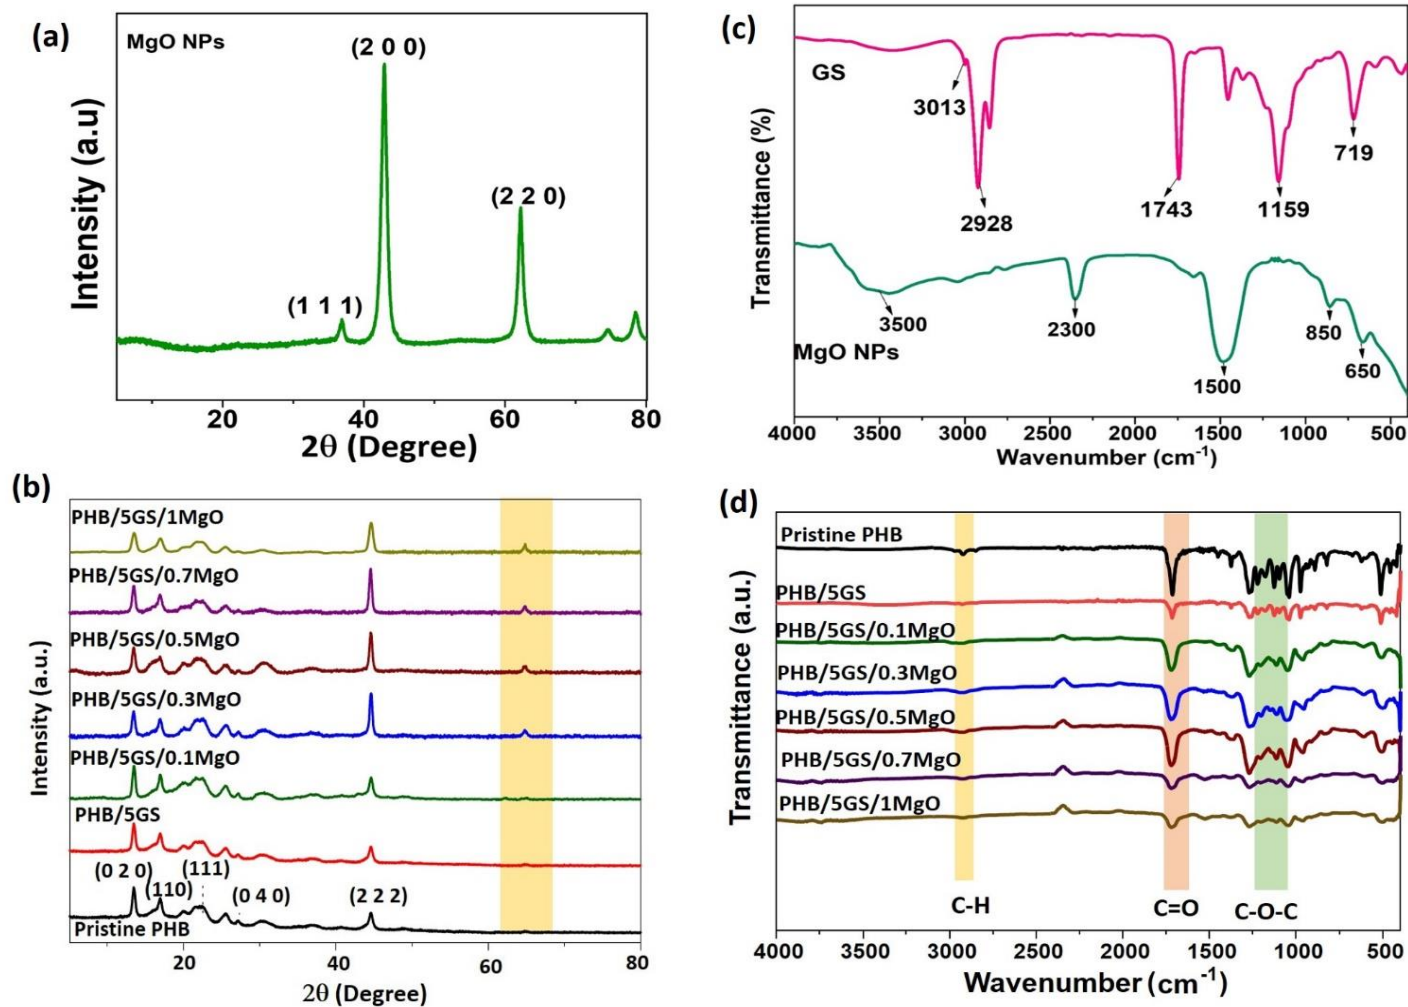 (a)
MgO NPs
(2 0 0)
(2 2 0)
(1 1 1)
Intensity (a.u)
20
40
60
80
2θ (Degree)
(c)
GS
3013
2928
1743
1159
719
3500
2300
1500
850
650
MgO NPs
Transmittance (%)
4000 3500 3000 2500 2000 1500 1000 500
Wavenumber (cm⁻¹)
(b)
PHB/5GS/1MgO
PHB/5GS/0.7MgO
PHB/5GS/0.5MgO
PHB/5GS/0.3MgO
PHB/5GS/0.1MgO
PHB/5GS
(0 2 0)
(110)
(111)
(0 4 0)
(2 2 2)
Pristine PHB
Intensity (a.u.)
20 40 60 80
2θ (Degree)
(d)
Pristine PHB
PHB/5GS
PHB/5GS/0.1MgO
PHB/5GS/0.3MgO
PHB/5GS/0.5MgO
PHB/5GS/0.7MgO
PHB/5GS/1MgO
C-H
C=O
C-O-C
Transmittance (a.u.)
4000 3500 3000 2500 2000 1500 1000 500
Wavenumber (cm⁻¹)